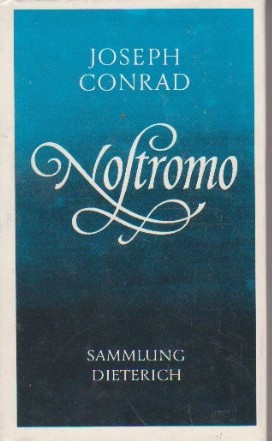 JOSEPH
CONRAD
Noſtromo
SAMMLUNG
DIETERICH